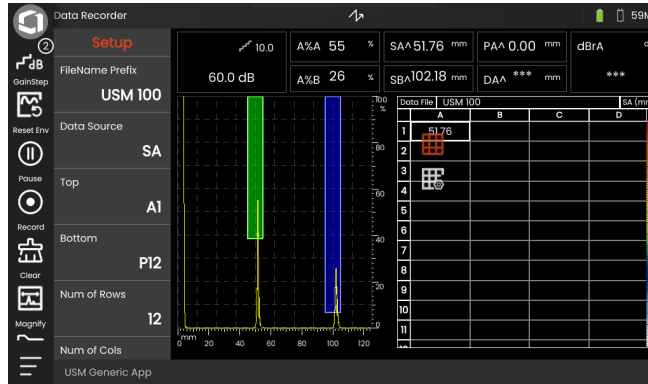 Data Recorder
59M
2
dB
GainStep
Reset Env
Pause
Record
Clear
Magnify
Setup
FileName Prefix
USM 100
Data Source
SA
Top
A1
Bottom
P12
Num of Rows
12
Num of Cols
USM Generic App
10.0
60.0 dB
A%A 55 %
A%B 26 %
SA^51.76 mm
SB^102.18 mm
PA^ 0.00 mm
DA^ *** mm
dBrA
***
100
%
80
60
40
20
0
mm 20 40 60 80 100 120
Data File USM 100 SA (mm
A B C D
1 51.76
2
3
4
5
6
7
8
9
10
11